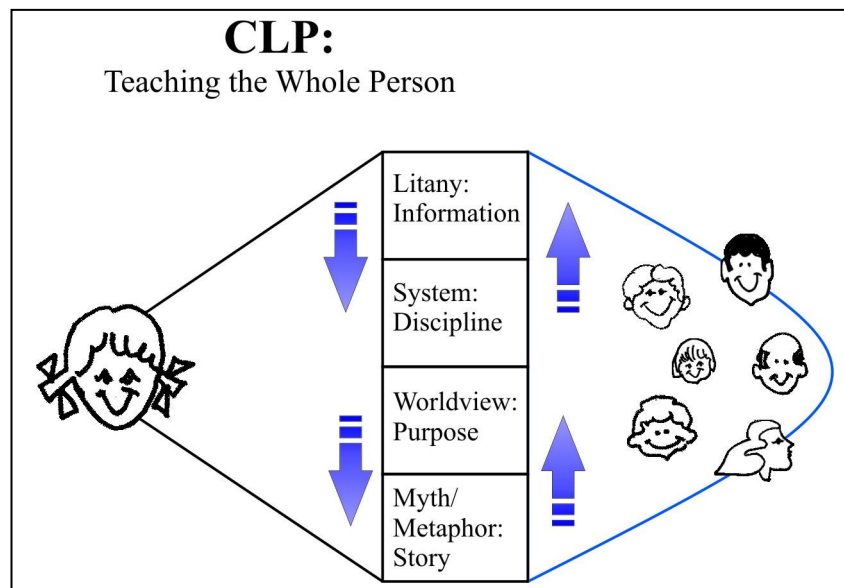 CLP:
Teaching the Whole Person
Litany:
Information
System:
Discipline
Worldview:
Purpose
Myth/
Metaphor:
Story